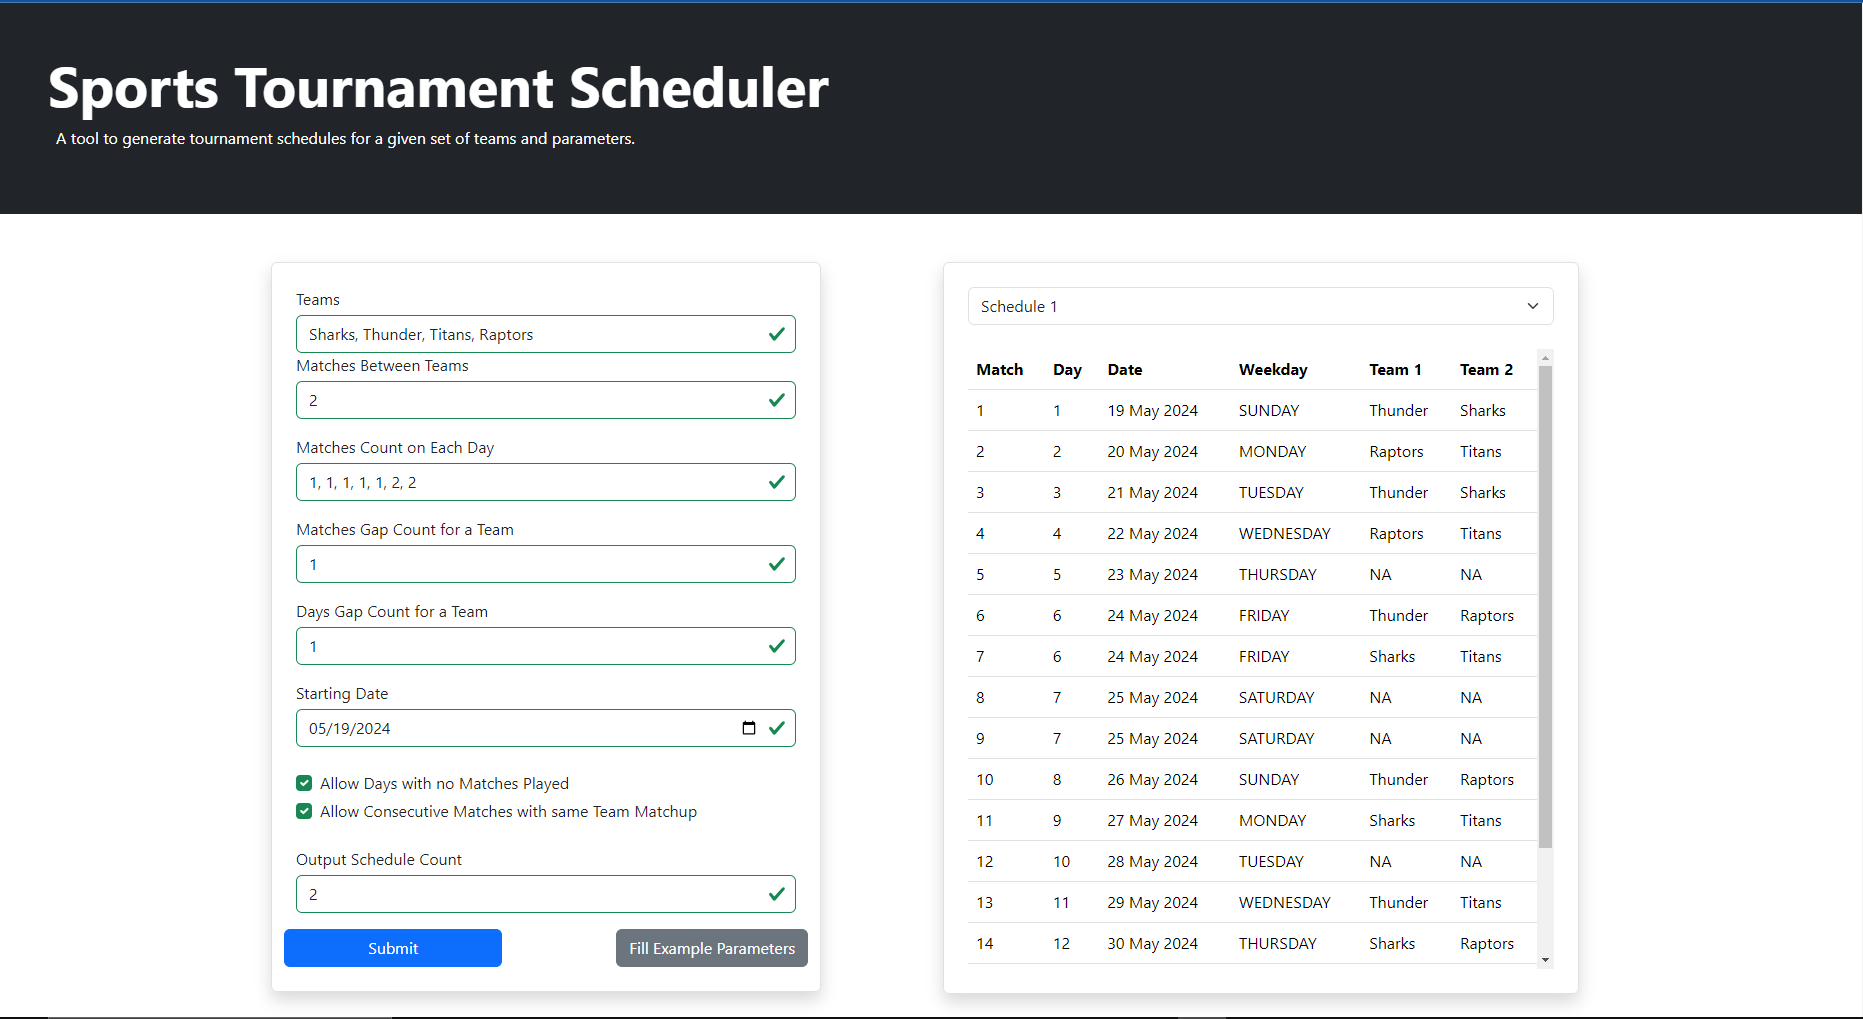 Sports Tournament Scheduler
A tool to generate tournament schedules for a given set of teams and parameters.
Teams
Sharks, Thunder, Titans, Raptors
Matches Between Teams
2
Matches Count on Each Day
1, 1, 1, 1, 1, 2, 2
Matches Gap Count for a Team
1
Days Gap Count for a Team
1
Starting Date
05/19/2024
Allow Days with no Matches Played
Allow Consecutive Matches with same Team Matchup
Output Schedule Count
2
Submit Fill Example Parameters
Schedule 1
Match Day Date Weekday Team 1 Team 2
1 1 19 May 2024 SUNDAY Thunder Sharks
2 2 20 May 2024 MONDAY Raptors Titans
3 3 21 May 2024 TUESDAY Thunder Sharks
4 4 22 May 2024 WEDNESDAY Raptors Titans
5 5 23 May 2024 THURSDAY NA NA
6 6 24 May 2024 FRIDAY Thunder Raptors
7 6 24 May 2024 FRIDAY Sharks Titans
8 7 25 May 2024 SATURDAY NA NA
9 7 25 May 2024 SATURDAY NA NA
10 8 26 May 2024 SUNDAY Thunder Raptors
11 9 27 May 2024 MONDAY Sharks Titans
12 10 28 May 2024 TUESDAY NA NA
13 11 29 May 2024 WEDNESDAY Thunder Titans
14 12 30 May 2024 THURSDAY Sharks Raptors